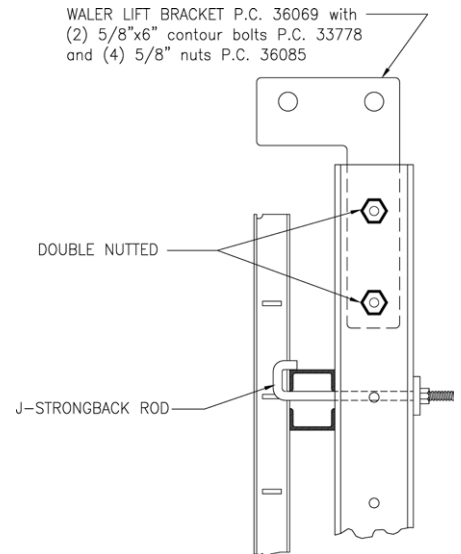 WALER LIFT BRACKET P.C. 36069 with
(2) 5/8"x6" contour bolts P.C. 33778
and (4) 5/8" nuts P.C. 36085
DOUBLE NUTTED
J-STRONGBACK ROD